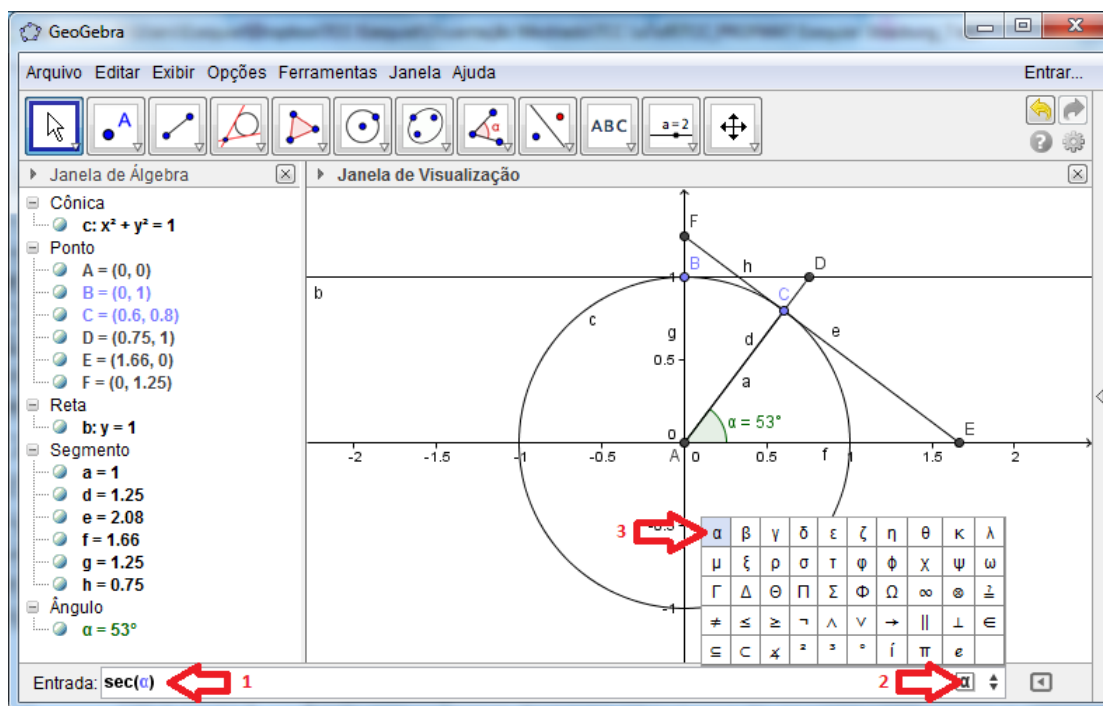 GeoGebra
Arquivo Editar Exibir Opções Ferramentas Janela Ajuda
Entrar...
A
α
ABC
a=2
Janela de Álgebra
Cônica
c: x² + y² = 1
Ponto
A = (0, 0)
B = (0, 1)
C = (0.6, 0.8)
D = (0.75, 1)
E = (1.66, 0)
F = (0, 1.25)
Reta
b: y = 1
Segmento
a = 1
d = 1.25
e = 2.08
f = 1.66
g = 1.25
h = 0.75
Ângulo
α = 53°
Janela de Visualização
F
1 B h D
b
c C
g d e
0.5
a
α = 53°
0 E
-2 -1.5 -1 -0.5 A 0 0.5 f 1 1.5 2
-0.5
-1
3
α β γ δ ε ζ η θ κ λ
μ ξ ρ σ τ φ ϕ χ ψ ω
Γ Δ Θ Π Σ Φ Ω ∞ ⊗ ≟
≠ ≤ ≥ ¬ ∧ ∨ → || ⊥ ∈
⊆ ⊂ ∡ ² ³ ° í π ℯ
Entrada: sec(α) 1 2 α